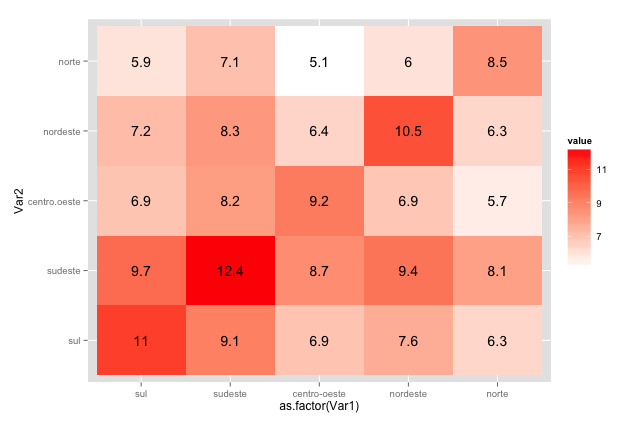 norte 5.9 7.1 5.1 6 8.5
nordeste 7.2 8.3 6.4 10.5 6.3
centro.oeste 6.9 8.2 9.2 6.9 5.7
sudeste 9.7 12.4 8.7 9.4 8.1
sul 11 9.1 6.9 7.6 6.3
sul sudeste centro-oeste nordeste norte
as.factor(Var1)
Var2
value
11
9
7